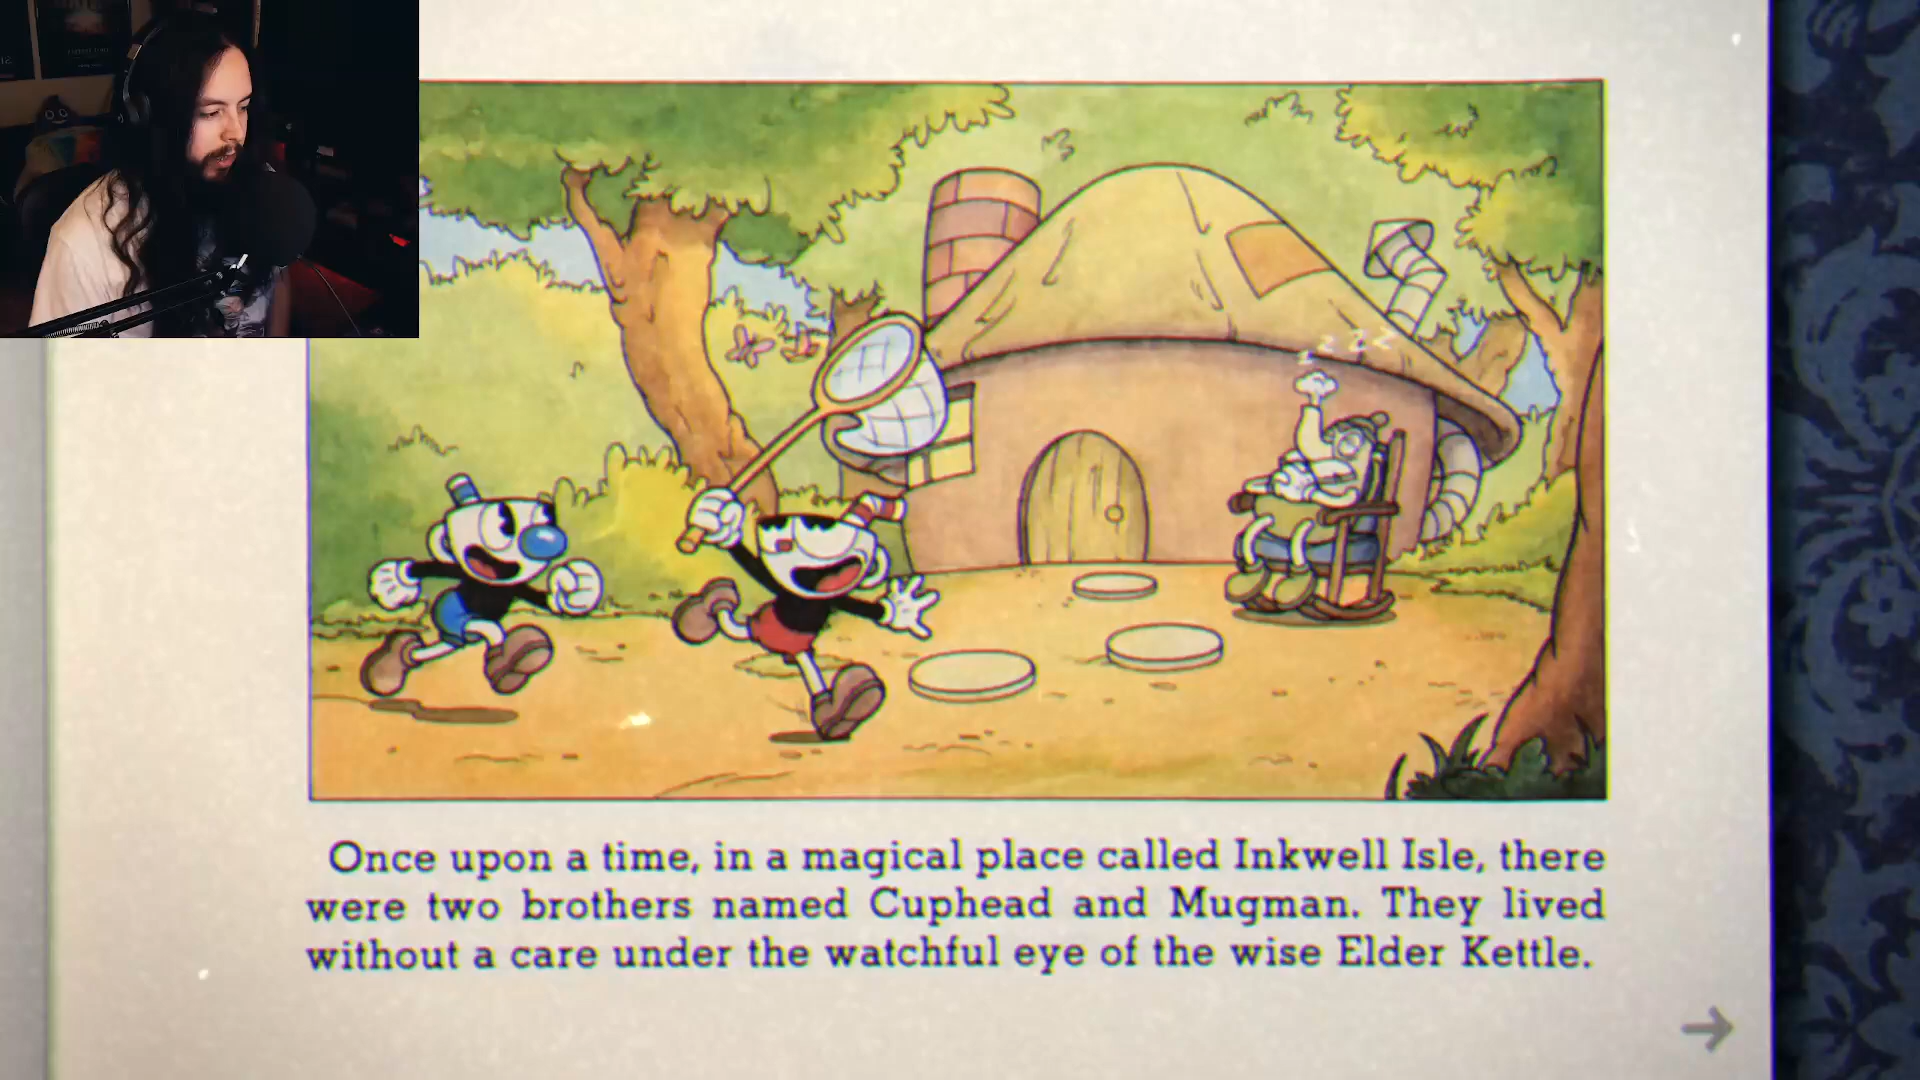 z z z z
Once upon a time, in a magical place called Inkwell Isle, there
were two brothers named Cuphead and Mugman. They lived
without a care under the watchful eye of the wise Elder Kettle.